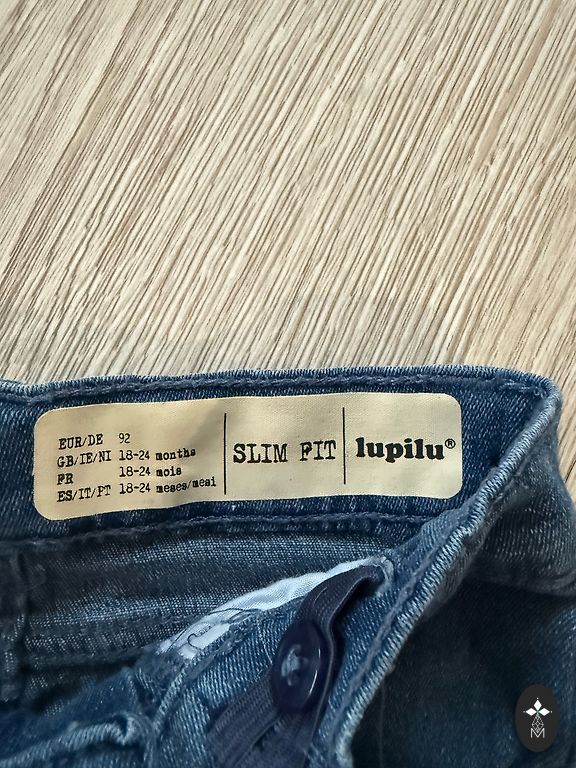 EUR/DE 92
GB/IE/NI 18-24 months
FR 18-24 mois
ES/IT/PT 18-24 meses/mesi
SLIM FIT
lupilu®
M